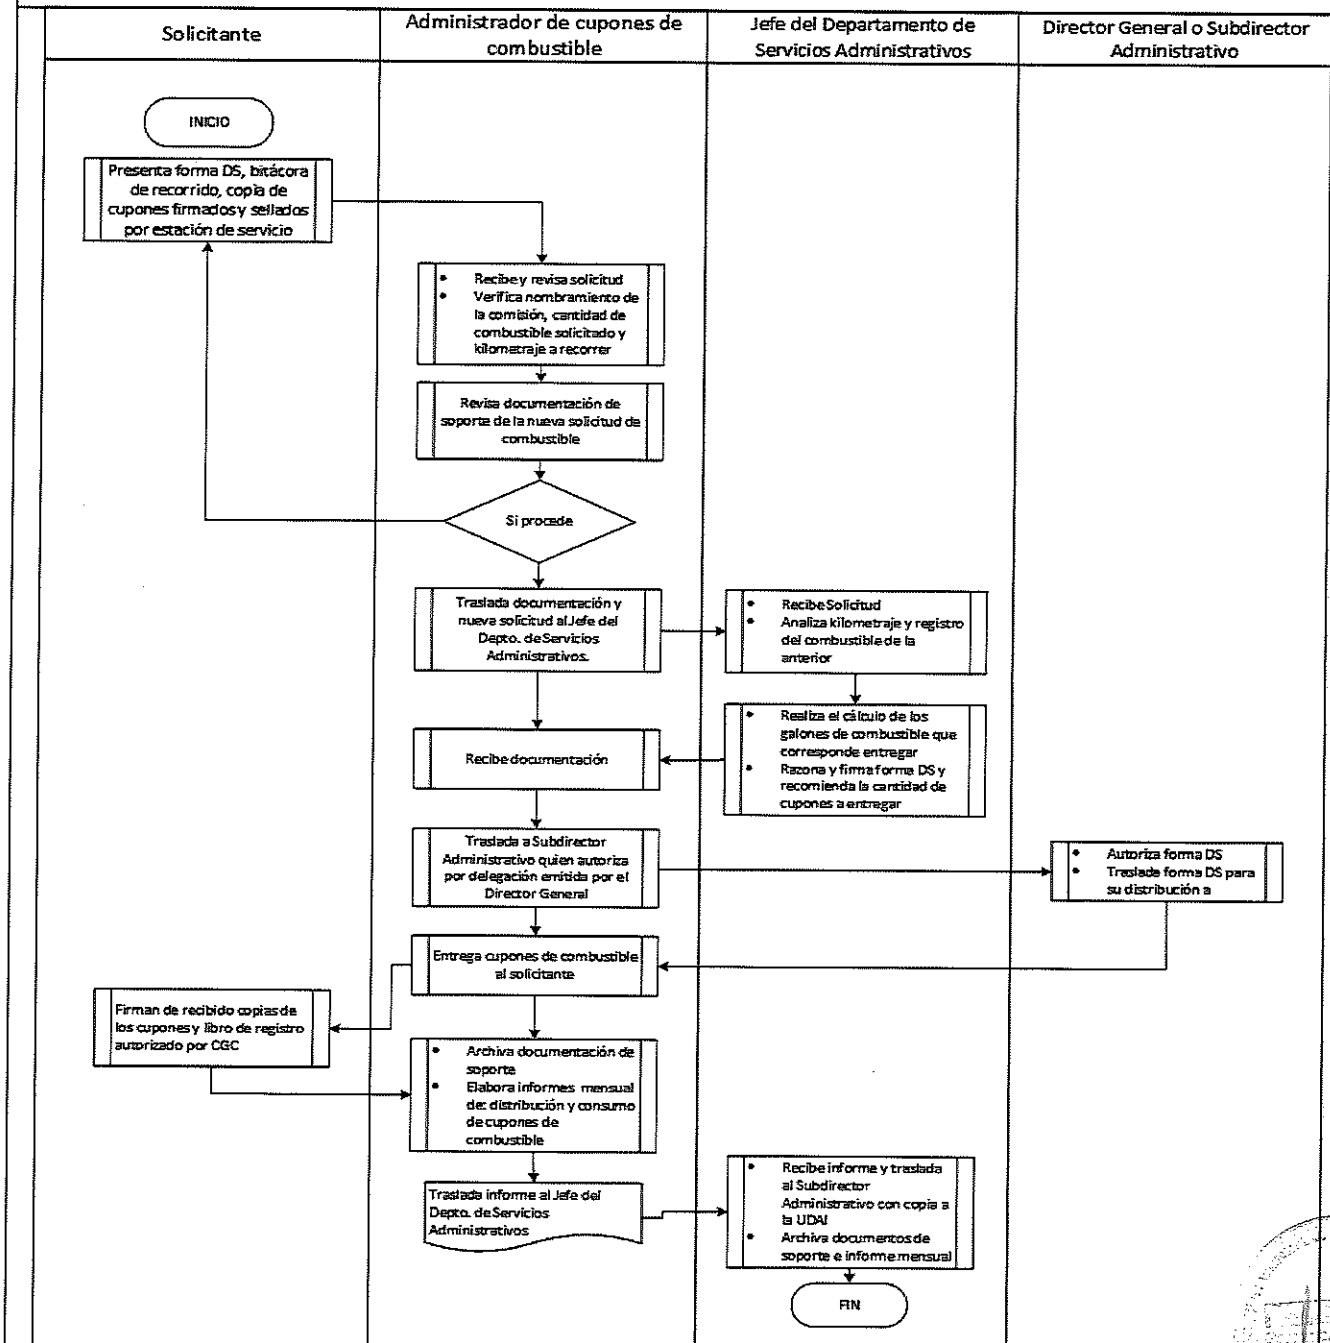 Solicitante
Administrador de cupones de
combustible
Jefe del Departamento de
Servicios Administrativos
Director General o Subdirector
Administrativo
INICIO
Presenta forma DS, bitácora
de recorrido, copia de
cupones firmados y sellados
por estación de servicio
• Recibe y revisa solicitud
• Verifica nombramiento de
la comisión, cantidad de
combustible solicitado y
kilometraje a recorrer
Revisa documentación de
soporte de la nueva solicitud de
combustible
Si procede
Traslada documentación y
nueva solicitud al Jefe del
Depto. de Servicios
Administrativos.
• Recibe Solicitud
• Analiza kilometraje y registro
del combustible de la
anterior
• Realiza el cálculo de los
galones de combustible que
corresponde entregar
• Razona y firma forma DS y
recomienda la cantidad de
cupones a entregar
Recibe documentación
Traslada a Subdirector
Administrativo quien autoriza
por delegación emitida por el
Director General
• Autoriza forma DS
• Traslade forma DS para
su distribución a
Entrega cupones de combustible
al solicitante
Firman de recibido copias de
los cupones y libro de registro
autorizado por CGC
• Archiva documentación de
soporte
• Elabora informes mensual
de: distribución y consumo
de cupones de
combustible
Traslada informe al Jefe del
Depto. de Servicios
Administrativos
• Recibe informe y traslada
al Subdirector
Administrativo con copia a
la UDAI
• Archiva documentos de
soporte e informe mensual
FIN